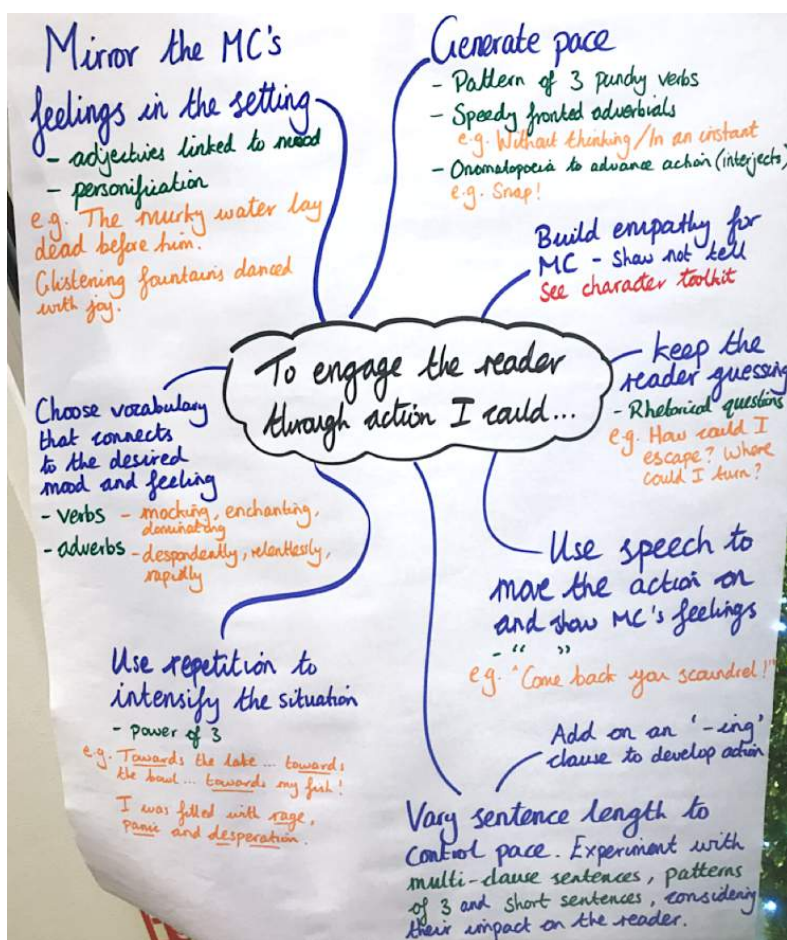 To engage the reader
through action I could...
Mirror the MC's
feelings in the setting
- adjectives linked to mood
- personification
e.g. The murky water lay
dead before him.
Glistening fountains danced
with joy.
Generate pace
- Pattern of 3 punchy verbs
- Speedy fronted adverbials
e.g. Without thinking/In an instant
- Onomatopoeia to advance action (interjects)
e.g. Snap!
Build empathy for
MC - show not tell
See character toolkit
keep the
reader guessing
- Rhetorical questions
e.g. How could I
escape? Where
could I turn?
Choose vocabulary
that connects
to the desired
mood and feeling
- verbs - mocking, enchanting,
dominating
- adverbs - despondently, relentlessly,
rapidly
Use speech to
move the action on
and show MC's feelings
- " "
e.g. "Come back you scoundrel!"
Use repetition to
intensify the situation
- power of 3
e.g. Towards the lake... towards
the bowl... towards my fish!
I was filled with rage,
panic and desperation.
Add on an '-ing'
clause to develop action
Vary sentence length to
control pace. Experiment with
multi-clause sentences, patterns
of 3 and short sentences, considering
their impact on the reader.